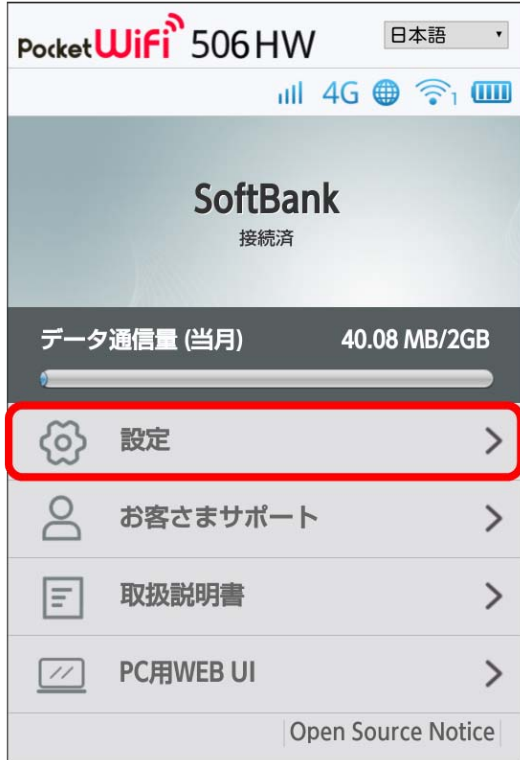 Pocket WiFi 506HW 日本語
4G 1
SoftBank
接続済
データ通信量 (当月) 40.08 MB/2GB
設定
お客さまサポート
取扱説明書
PC用WEB UI
Open Source Notice